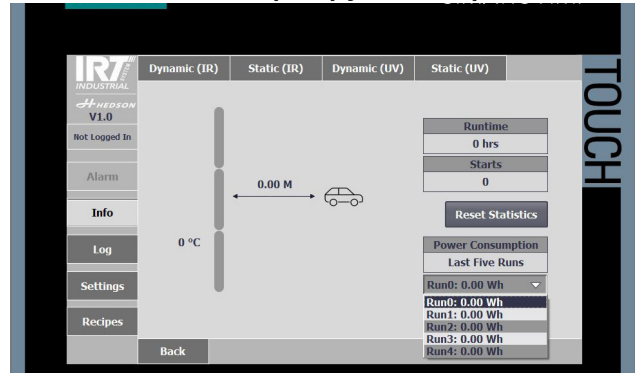 IRT SYSTEM
INDUSTRIAL
HEDSON
V1.0
Not Logged In
Alarm
Info
Log
Settings
Recipes
Dynamic (IR)
Static (IR)
Dynamic (UV)
Static (UV)
0.00 M
0 °C
Runtime
0 hrs
Starts
0
Reset Statistics
Power Consumption
Last Five Runs
Run0: 0.00 Wh
Run0: 0.00 Wh
Run1: 0.00 Wh
Run2: 0.00 Wh
Run3: 0.00 Wh
Run4: 0.00 Wh
Back
TOUCH